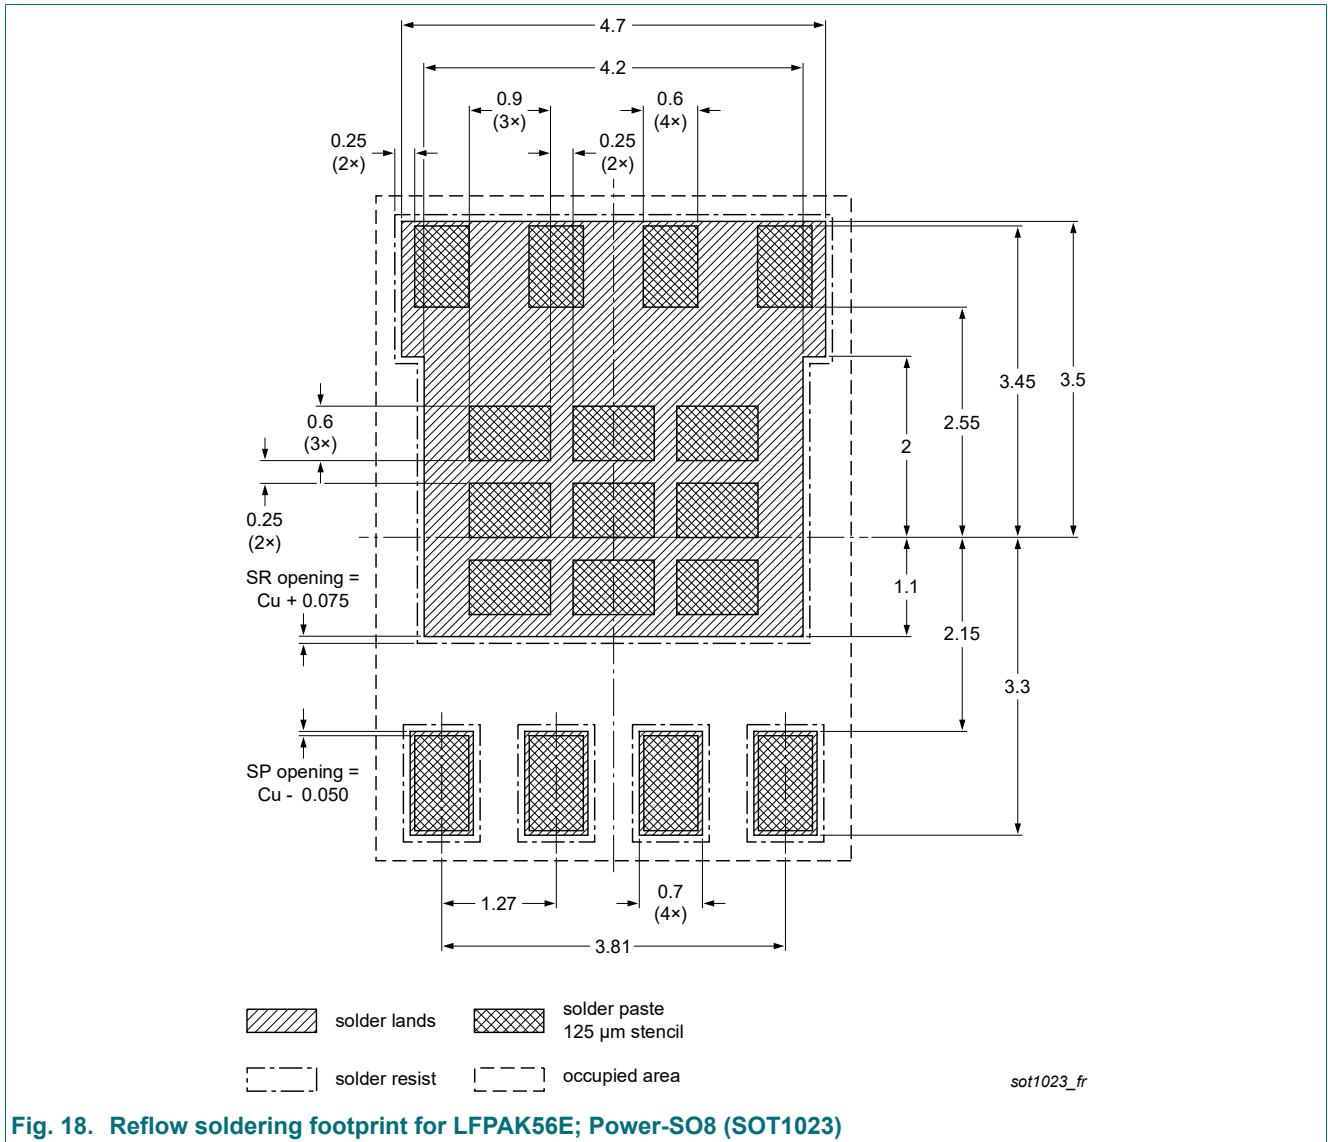 4.7
4.2
0.9
(3×)
0.6
(4×)
0.25
(2×)
0.25
(2×)
3.45
3.5
2.55
0.6
(3×)
2
0.25
(2×)
SR opening =
Cu + 0.075
1.1
2.15
3.3
SP opening =
Cu - 0.050
1.27
0.7
(4×)
3.81
solder lands
solder paste
125 µm stencil
solder resist
occupied area
sot1023_fr
Fig. 18. Reflow soldering footprint for LFPAK56E; Power-SO8 (SOT1023)